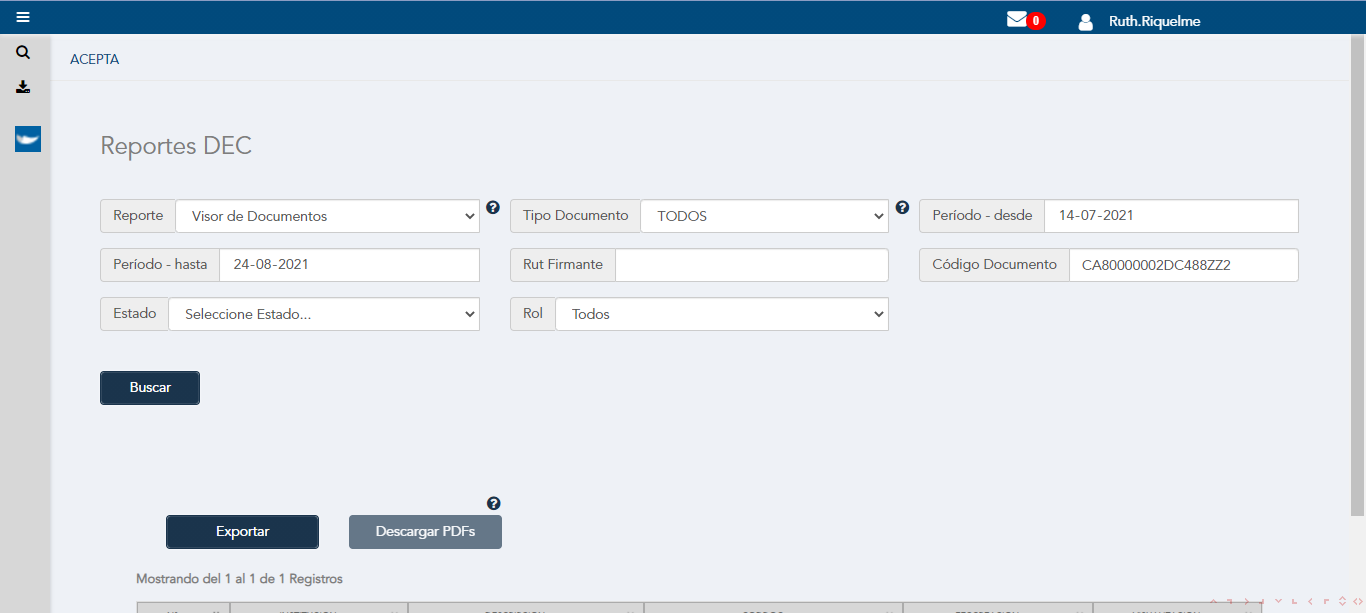 0
Ruth.Riquelme
ACEPTA
Reportes DEC
Reporte Visor de Documentos Tipo Documento TODOS Período - desde 14-07-2021
Período - hasta 24-08-2021 Rut Firmante Código Documento CA80000002DC488ZZ2
Estado Seleccione Estado... Rol Todos
Buscar
Exportar Descargar PDFs
Mostrando del 1 al 1 de 1 Registros